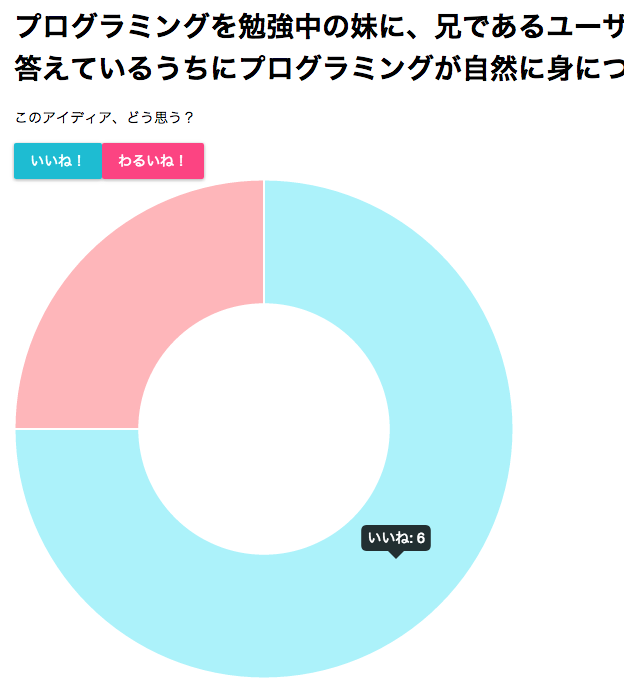 プログラミングを勉強中の妹に、兄であるユーザ
答えているうちにプログラミングが自然に身につ
このアイディア、どう思う？
いいね！
わるいね！
いいね: 6